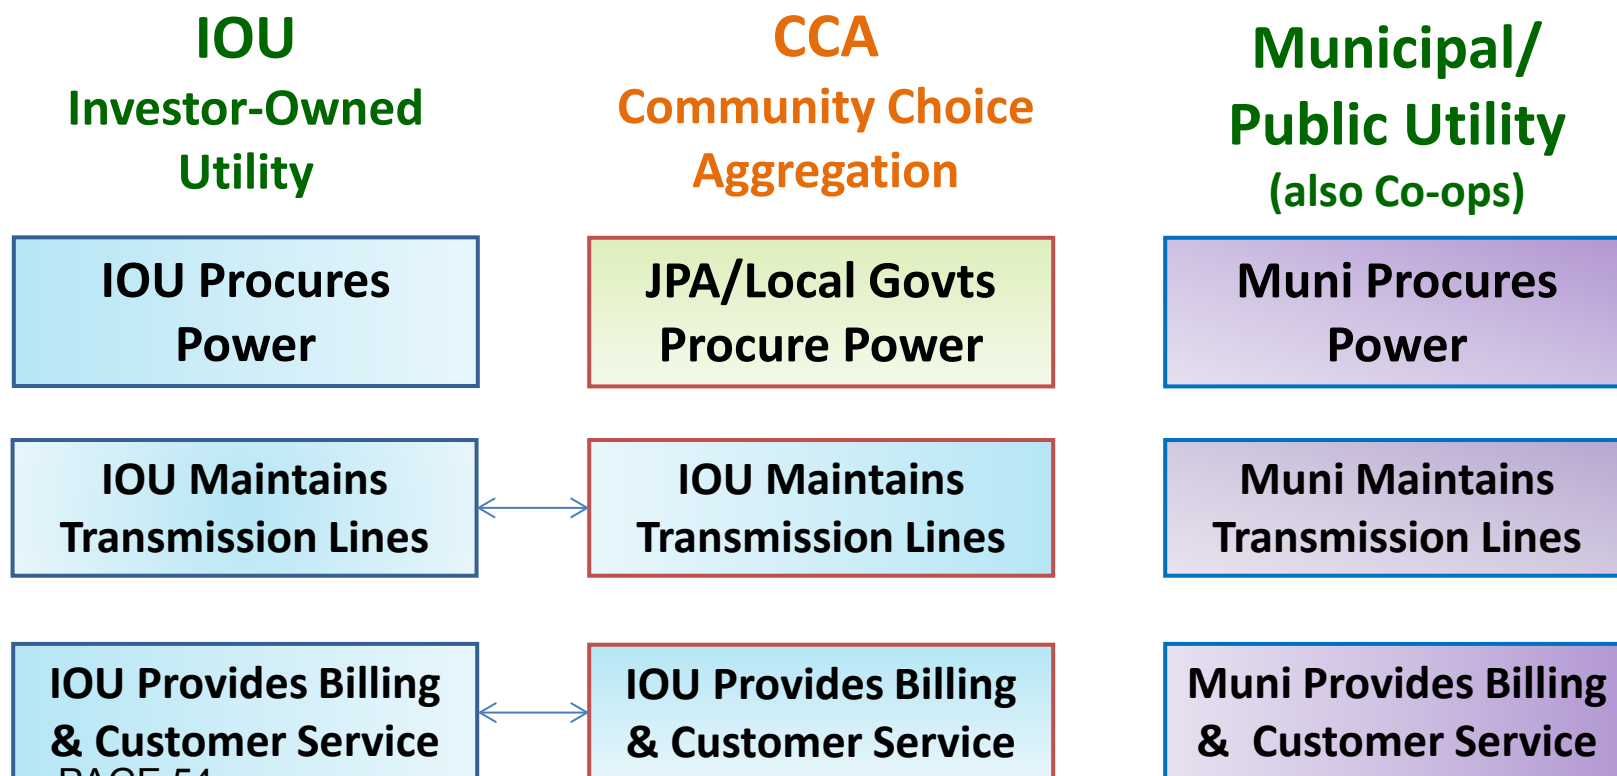 IOU
Investor-Owned
Utility
CCA
Community Choice
Aggregation
Municipal/
Public Utility
(also Co-ops)
IOU Procures
Power
JPA/Local Govts
Procure Power
Muni Procures
Power
IOU Maintains
Transmission Lines
IOU Maintains
Transmission Lines
Muni Maintains
Transmission Lines
IOU Provides Billing
& Customer Service
IOU Provides Billing
& Customer Service
Muni Provides Billing
& Customer Service
PAGE 54